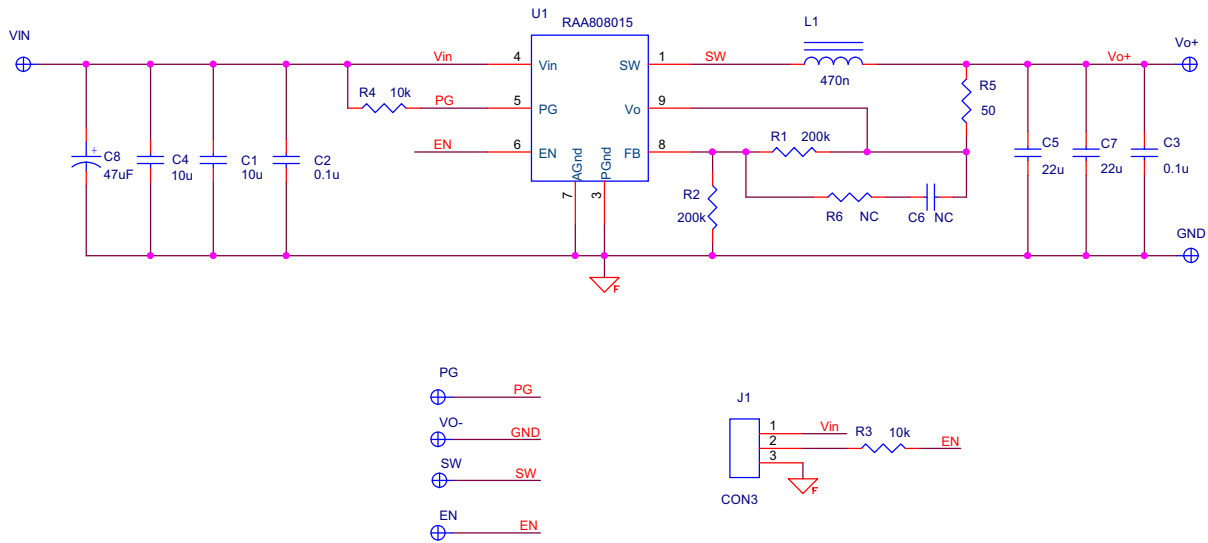 U1
RAA808015
L1
VIN
Vo+
Vin
4
Vin
SW
1
SW
Vo+
470n
R4 10k
PG
5
PG
Vo
9
R5
50
EN
6
EN
FB
8
R1 200k
AGnd
PGnd
+
C8
47uF
C4
10u
C1
10u
C2
0.1u
C5
22u
C7
22u
C3
0.1u
7
3
R2
200k
R6 NC
C6 NC
GND
F
PG
PG
VO-
GND
SW
SW
EN
EN
J1
1
Vin
2
R3 10k
EN
3
F
CON3